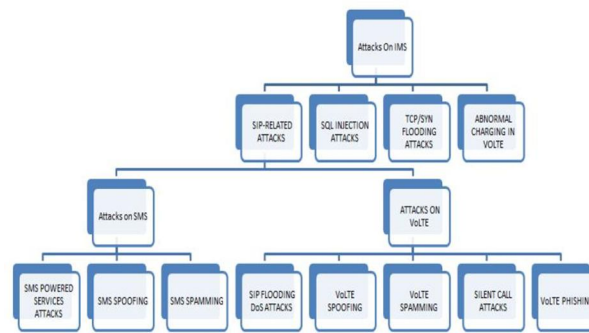 Attacks On IMS
SIP-RELATED
ATTACKS
SQL INJECTION
ATTACKS
TCP/SYN
FLOODING
ATTACKS
ABNORMAL
CHARGING IN
VOLTE
Attacks on SMS
ATTACKS ON
VoLTE
SMS POWERED
SERVICES
ATTACKS
SMS SPOOFING
SMS SPAMMING
SIP FLOODING
DoS ATTACKS
VoLTE
SPOOFING
VoLTE
SPAMMING
SILENT CALL
ATTACKS
VoLTE PHISHING